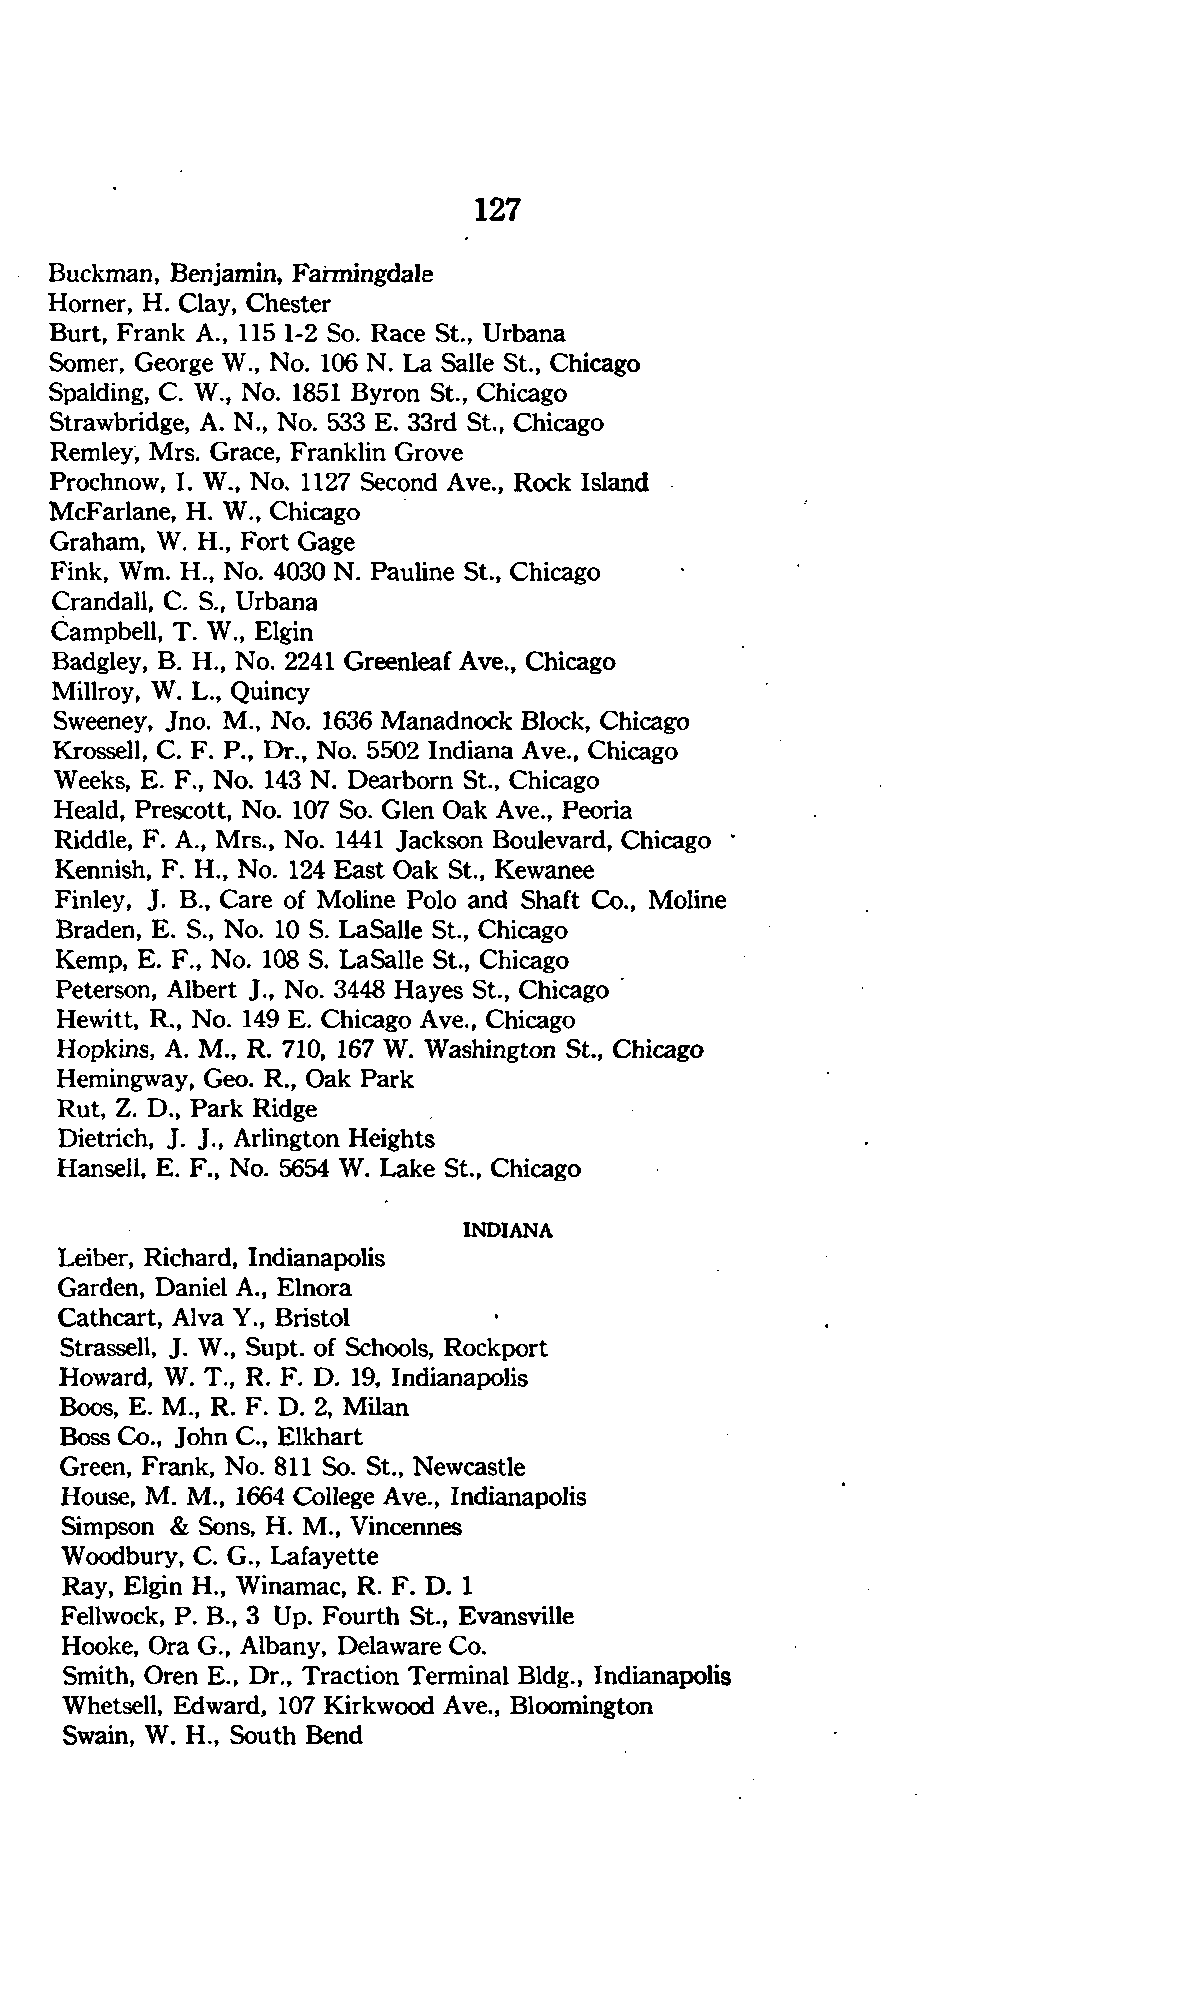 127
Buckman, Benjamin, Farmingdale
Horner, H. Clay, Chester
Burt, Frank A., 115 1-2 So. Race St., Urbana
Somer, George W., No. 106 N. La Salle St., Chicago
Spalding, C. W., No. 1851 Byron St., Chicago
Strawbridge, A. N., No. 533 E. 33rd St., Chicago
Remley, Mrs. Grace, Franklin Grove
Prochnow, I. W., No. 1127 Second Ave., Rock Island
McFarlane, H. W., Chicago
Graham, W. H., Fort Gage
Fink, Wm. H., No. 4030 N. Pauline St., Chicago
Crandall, C. S., Urbana
Campbell, T. W., Elgin
Badgley, B. H., No. 2241 Greenleaf Ave., Chicago
Millroy, W. L., Quincy
Sweeney, Jno. M., No. 1636 Manadnock Block, Chicago
Krossell, C. F. P., Dr., No. 5502 Indiana Ave., Chicago
Weeks, E. F., No. 143 N. Dearborn St., Chicago
Heald, Prescott, No. 107 So. Glen Oak Ave., Peoria
Riddle, F. A., Mrs., No. 1441 Jackson Boulevard, Chicago
Kennish, F. H., No. 124 East Oak St., Kewanee
Finley, J. B., Care of Moline Polo and Shaft Co., Moline
Braden, E. S., No. 10 S. LaSalle St., Chicago
Kemp, E. F., No. 108 S. LaSalle St., Chicago
Peterson, Albert J., No. 3448 Hayes St., Chicago
Hewitt, R., No. 149 E. Chicago Ave., Chicago
Hopkins, A. M., R. 710, 167 W. Washington St., Chicago
Hemingway, Geo. R., Oak Park
Rut, Z. D., Park Ridge
Dietrich, J. J., Arlington Heights
Hansell, E. F., No. 5654 W. Lake St., Chicago
INDIANA
Leiber, Richard, Indianapolis
Garden, Daniel A., Elnora
Cathcart, Alva Y., Bristol
Strassell, J. W., Supt. of Schools, Rockport
Howard, W. T., R. F. D. 19, Indianapolis
Boos, E. M., R. F. D. 2, Milan
Boss Co., John C., Elkhart
Green, Frank, No. 811 So. St., Newcastle
House, M. M., 1664 College Ave., Indianapolis
Simpson & Sons, H. M., Vincennes
Woodbury, C. G., Lafayette
Ray, Elgin H., Winamac, R. F. D. 1
Fellwock, P. B., 3 Up. Fourth St., Evansville
Hooke, Ora G., Albany, Delaware Co.
Smith, Oren E., Dr., Traction Terminal Bldg., Indianapolis
Whetsell, Edward, 107 Kirkwood Ave., Bloomington
Swain, W. H., South Bend